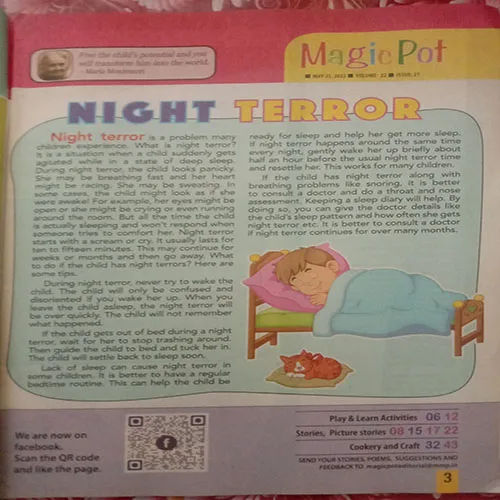 Free the child's potential and you
will transform him into the world.
- Maria Montessori
Magic Pot
MAY 21, 2022 VOLUME: 22 ISSUE: 21
NIGHT TERROR
Night terror is a problem many
children experience. What is night terror?
It is a situation when a child suddenly gets
agitated while in a state of deep sleep.
During night terror, the child looks panicky.
She may be breathing fast and her heart
might be racing. She may be sweating. In
some cases, the child might look as if she
were awake! For example, her eyes might be
open or she might be crying or even running
around the room. But all the time the child
is actually sleeping and won't respond when
someone tries to comfort her. Night terror
starts with a scream or cry. It usually lasts for
ten to fifteen minutes. This may continue for
weeks or months and then go away. What
to do if the child has night terrors? Here are
some tips.
During night terror, never try to wake the
child. The child will only be confused and
disoriented if you wake her up. When you
leave the child asleep, the night terror will
be over quickly. The child will not remember
what happened.
If the child gets out of bed during a night
terror, wait for her to stop thrashing around.
Then guide the child to bed and tuck her in.
The child will settle back to sleep soon.
Lack of sleep can cause night terror in
some children. It is better to have a regular
bedtime routine. This can help the child be
ready for sleep and help her get more sleep.
If night terror happens around the same time
every night, gently wake her up briefly about
half an hour before the usual night terror time
and resettle her. This works for many children.
If the child has night terror along with
breathing problems like snoring, it is better
to consult a doctor and do a throat and nose
assessment. Keeping a sleep diary will help. By
doing so, you can give the doctor details like
the child's sleep pattern and how often she gets
night terror etc. It is better to consult a doctor
if night terror continues for over many months.
We are now on
facebook.
Scan the QR code
and like the page.
Play & Learn Activities 06 12
Stories, Picture stories 08 15 17 22
Cookery and Craft 32 43
SEND YOUR STORIES, POEMS, SUGGESTIONS AND
FEEDBACK TO magicpoteditorial@mmp.in
3